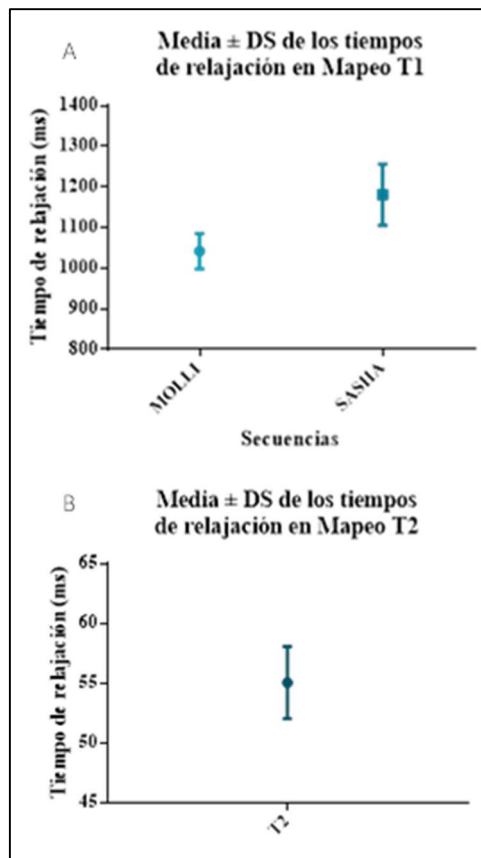 A
Media ± DS de los tiempos
de relajación en Mapeo T1
Tiempo de relajación (ms)
1400
1300
1200
1100
1000
900
800
MOLLI
SASHA
Secuencias
B
Media ± DS de los tiempos
de relajación en Mapeo T2
Tiempo de relajación (ms)
65
60
55
50
45
T2